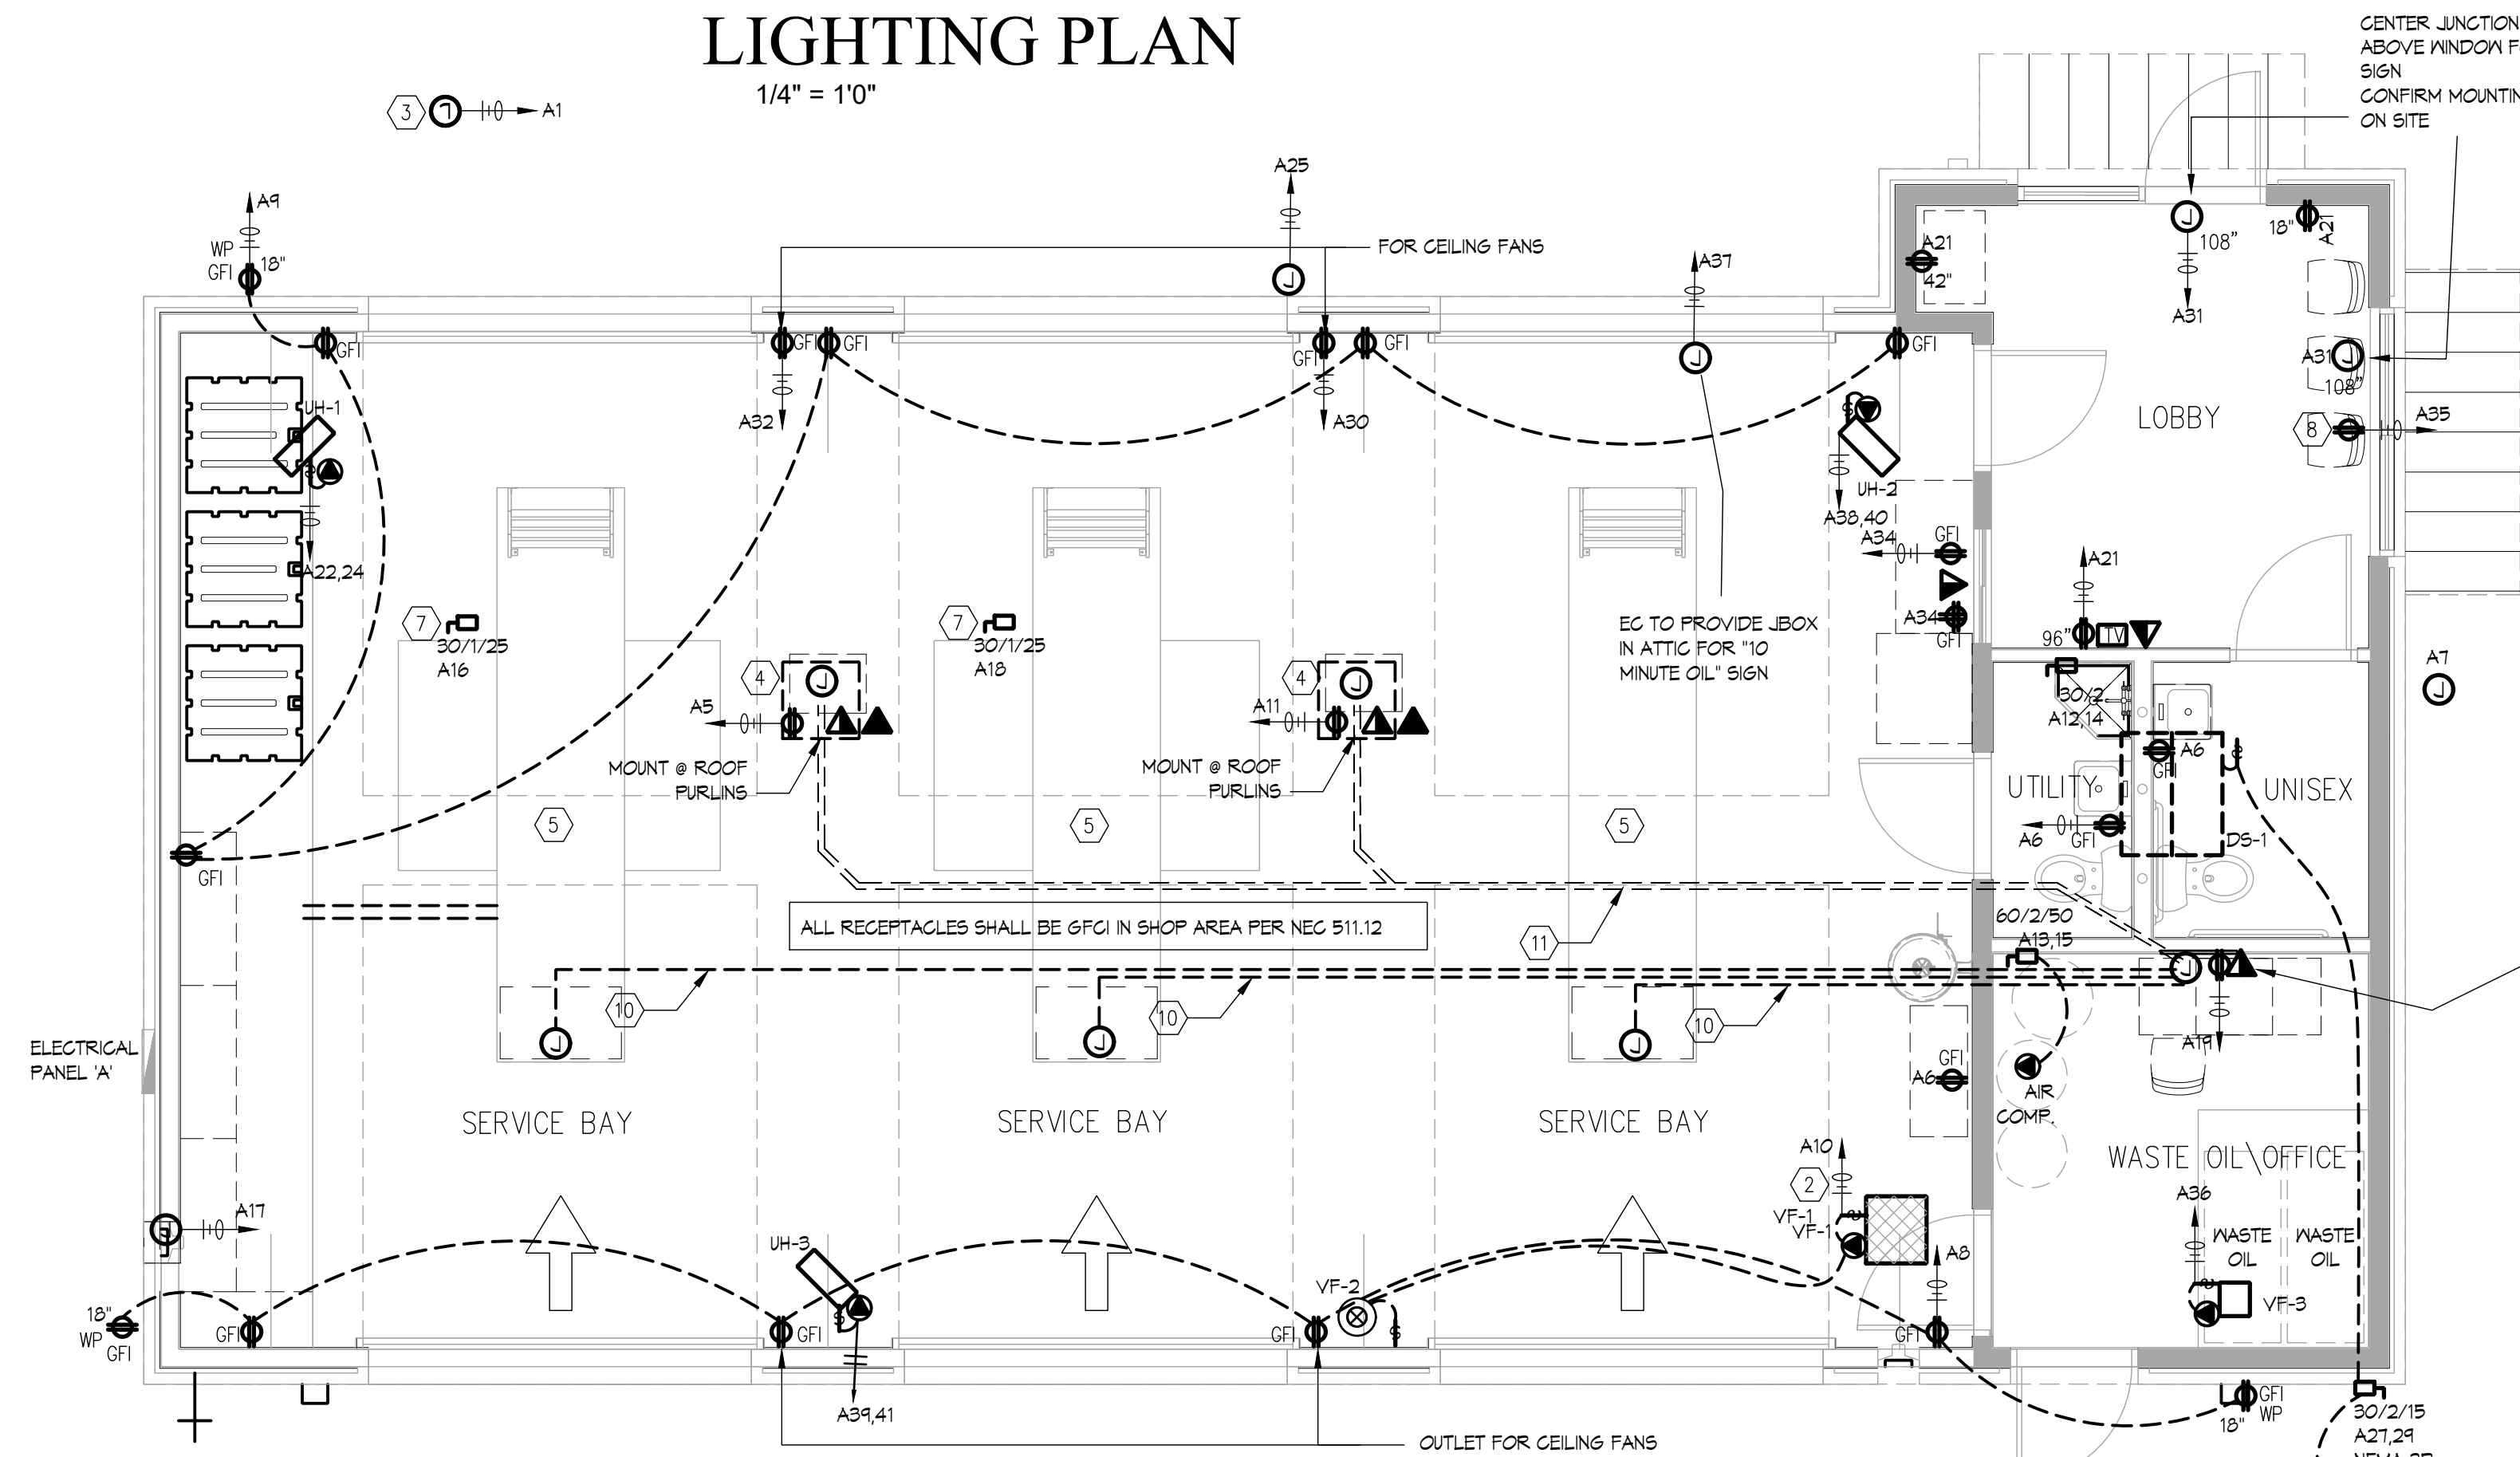 LIGHTING PLAN
1/4" = 1'0"
3
A1
CENTER JUNCTION
ABOVE WINDOW F
SIGN
CONFIRM MOUNTIN
ON SITE
A9
WP
GFI
18"
GFI
A25
FOR CEILING FANS
GFI
GFI
A32
GFI
GFI
A30
A37
GFI
A21
42"
108"
A31
18"
A21
A31
108"
8
A35
LOBBY
UH-1
A22,24
UH-2
A38,40
A34
GFI
A34
GFI
A21
96"
TV
7
30/1/25
A16
7
30/1/25
A18
EC TO PROVIDE JBOX
IN ATTIC FOR "10
MINUTE OIL" SIGN
4
A5
MOUNT @ ROOF
PURLINS
4
A11
MOUNT @ ROOF
PURLINS
A7
30/2
A12,14
A6
GFI
UTILITY
UNISEX
A6
GFI
DS-1
5
5
5
GFI
ALL RECEPTACLES SHALL BE GFCI IN SHOP AREA PER NEC 511.12
11
60/2/50
A13,15
10
10
10
A19
ELECTRICAL
PANEL 'A'
GFI
A6
AIR
COMP.
SERVICE BAY
SERVICE BAY
SERVICE BAY
WASTE OIL\OFFICE
A10
2
VF-1
VF-1
A8
A36
WASTE
OIL
WASTE
OIL
VF-3
A17
UH-3
VF-2
18"
WP
GFI
GFI
GFI
GFI
GFI
A39,41
OUTLET FOR CEILING FANS
GFI
WP
18"
30/2/15
A27,29